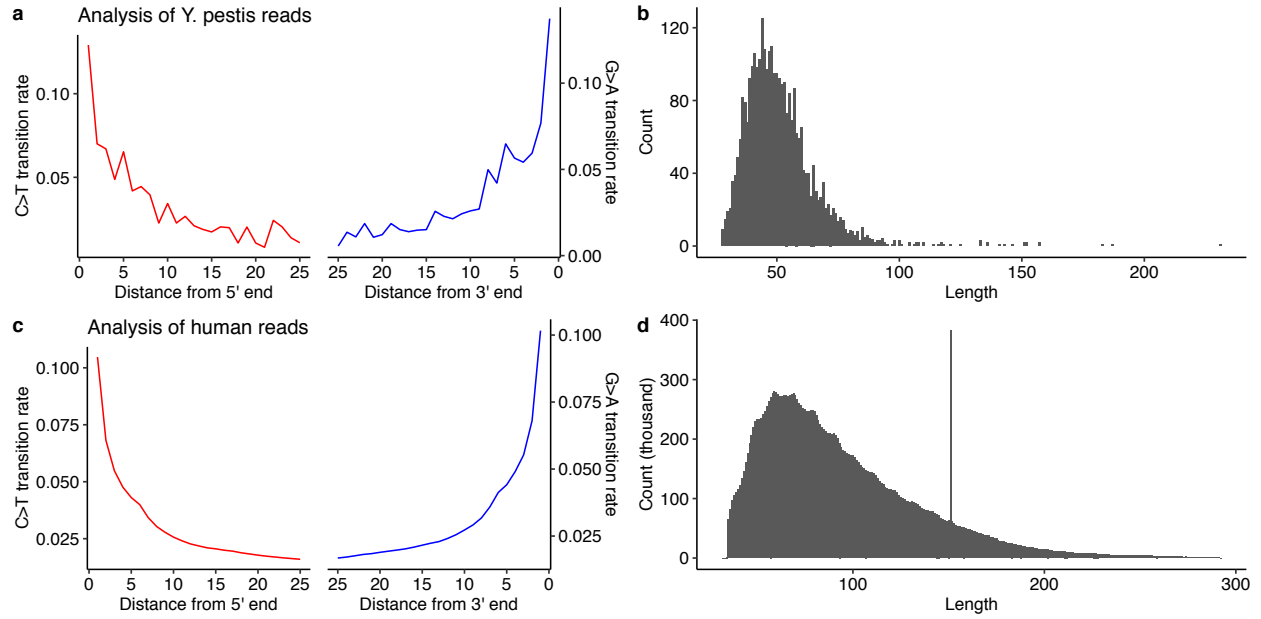 a
Analysis of Y. pestis reads
C>T transition rate
0.10
0.05
0 5 10 15 20 25
Distance from 5' end
G>A transition rate
0.10
0.05
0.00
25 20 15 10 5 0
Distance from 3' end
b
Count
120
80
40
0
50 100 150 200
Length
c
Analysis of human reads
C>T transition rate
0.100
0.075
0.050
0.025
0 5 10 15 20 25
Distance from 5' end
G>A transition rate
0.100
0.075
0.050
0.025
25 20 15 10 5 0
Distance from 3' end
d
Count (thousand)
400
300
200
100
0
100 200 300
Length